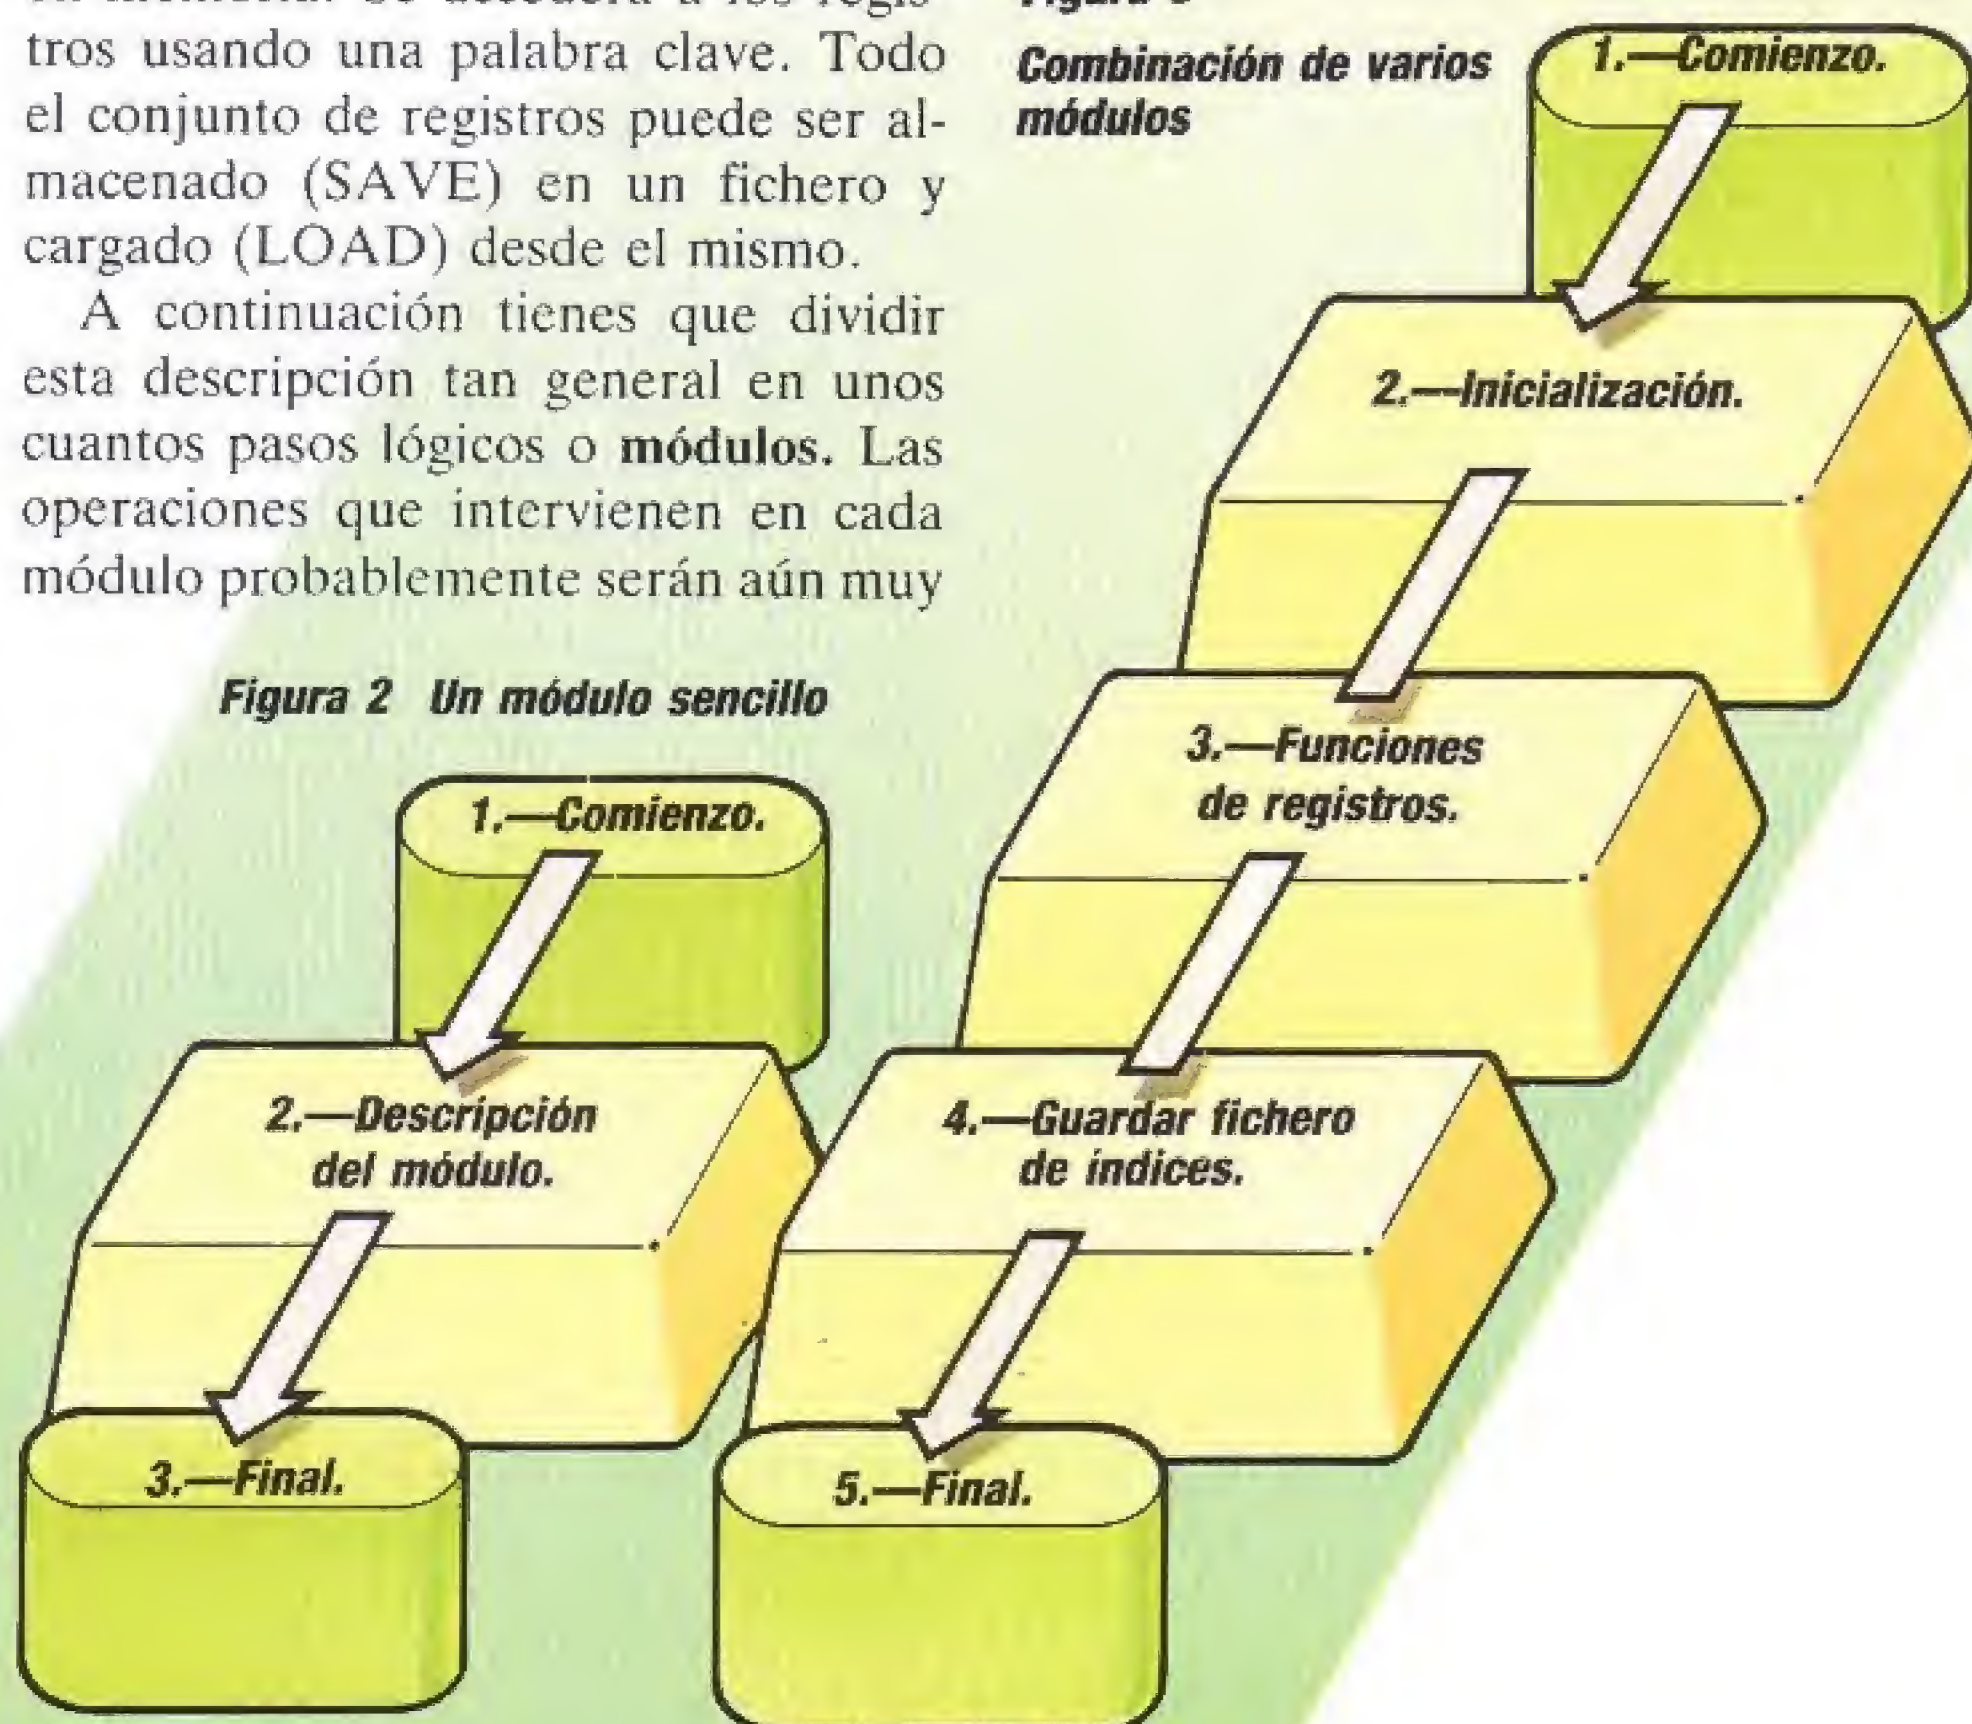 tros usando una palabra clave. Todo
el conjunto de registros puede ser al-
macenado (SAVE) en un fichero y
cargado (LOAD) desde el mismo.
A continuación tienes que dividir
esta descripción tan general en unos
cuantos pasos lógicos o módulos. Las
operaciones que intervienen en cada
módulo probablemente serán aún muy
Figura 2 Un módulo sencillo
1.—Comienzo.
2.—Descripción
del módulo.
3.—Final.
Combinación de varios
módulos
1.—Comienzo.
2.—Inicialización.
3.—Funciones
de registros.
4.—Guardar fichero
de índices.
5.—Final.